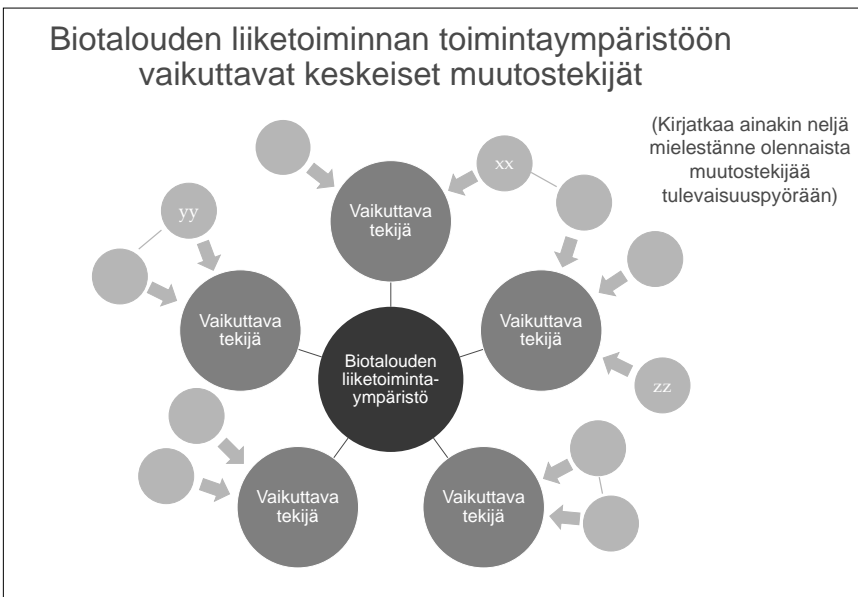 Biotalouden liiketoiminnan toimintaympäristöön
vaikuttavat keskeiset muutostekijät
(Kirjatkaa ainakin neljä
mielestänne olennaista
muutostekijää
tulevaisuuspyörään)
xx
Vaikuttava
tekijä
yy
Vaikuttava
tekijä
Vaikuttava
tekijä
Biotalouden
liiketoiminta-
ympäristö
zz
Vaikuttava
tekijä
Vaikuttava
tekijä